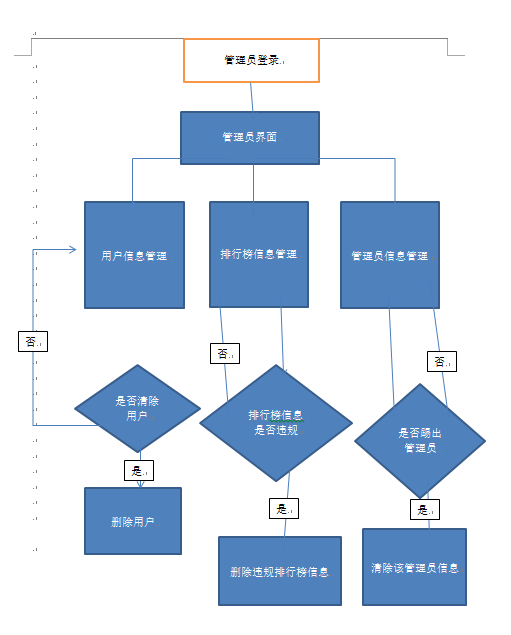 管理员登录
管理员界面
用户信息管理
排行榜信息管理
管理员信息管理
否
否
否
是否清除
用户
排行榜信息
是否违规
是否踢出
管理员
是
是
是
删除用户
删除违规排行榜信息
清除该管理员信息